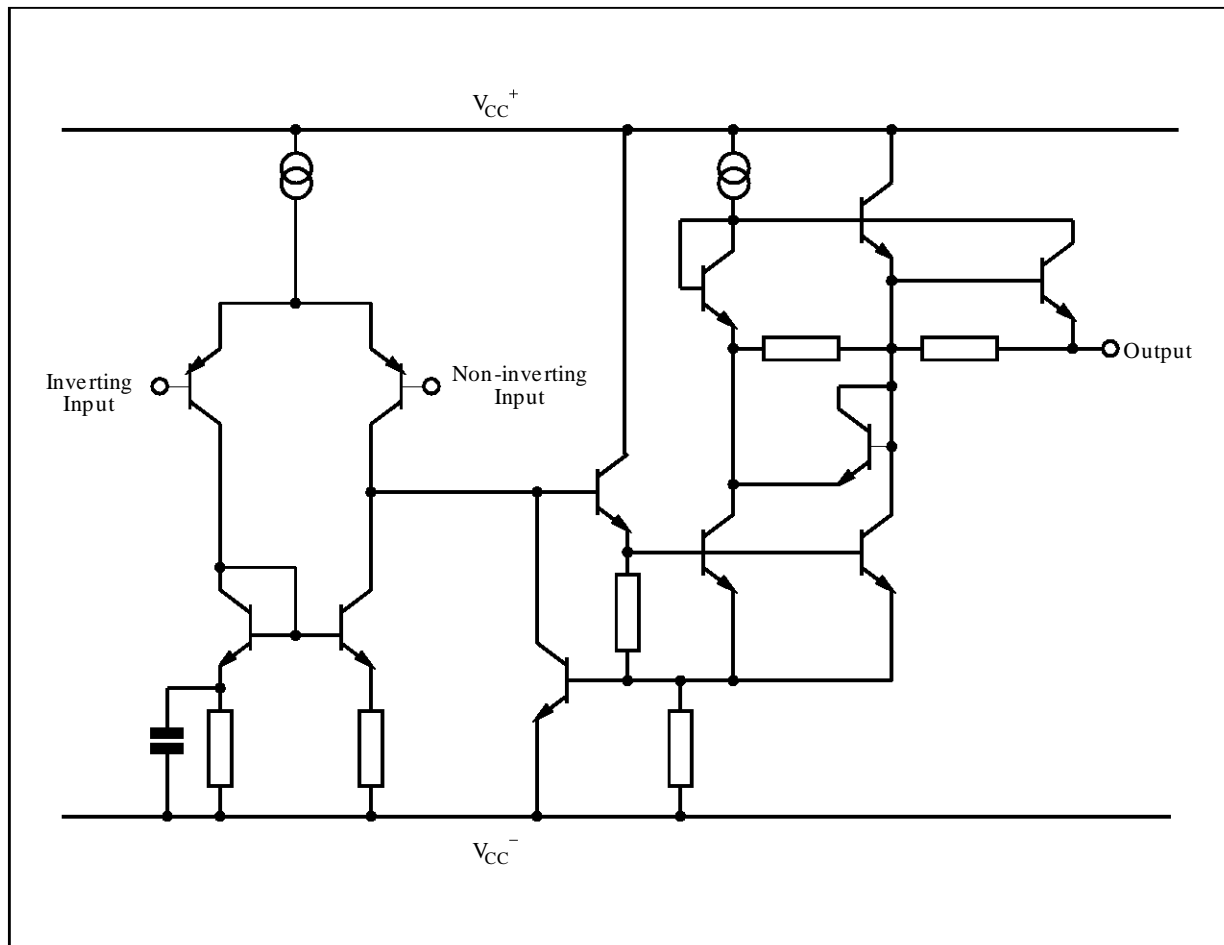 VCC+
Inverting
Input
Non-inverting
Input
Output
VCC−